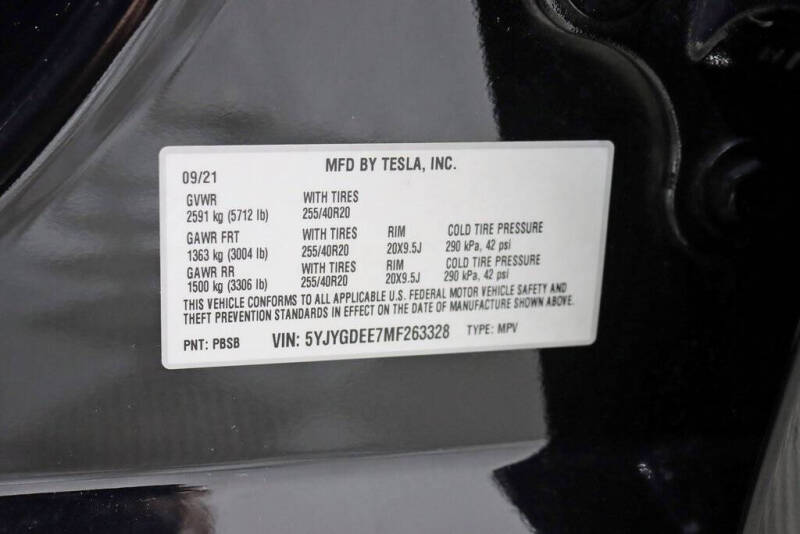 MFD BY TESLA, INC.
09/21
GVWR WITH TIRES
2591 kg (5712 lb) 255/40R20
GAWR FRT WITH TIRES RIM COLD TIRE PRESSURE
1363 kg (3004 lb) 255/40R20 20X9.5J 290 kPa, 42 psi
GAWR RR WITH TIRES RIM COLD TIRE PRESSURE
1500 kg (3306 lb) 255/40R20 20X9.5J 290 kPa, 42 psi
THIS VEHICLE CONFORMS TO ALL APPLICABLE U.S. FEDERAL MOTOR VEHICLE SAFETY AND
THEFT PREVENTION STANDARDS IN EFFECT ON THE DATE OF MANUFACTURE SHOWN ABOVE.
PNT: PBSB VIN: 5YJYGDEE7MF263328 TYPE: MPV